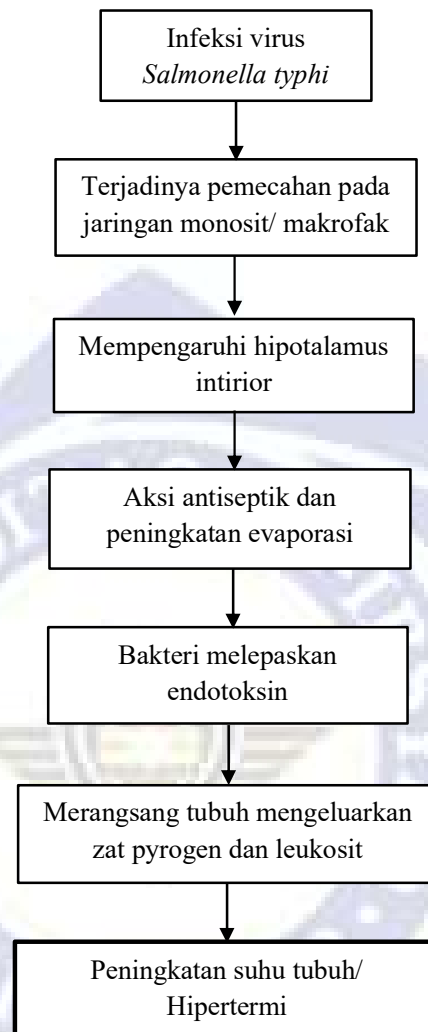 Infeksi virus
Salmonella typhi
Terjadinya pemecahan pada
jaringan monosit/ makrofak
Mempengaruhi hipotalamus
intirior
Aksi antiseptik dan
peningkatan evaporasi
Bakteri melepaskan
endotoksin
Merangsang tubuh mengeluarkan
zat pyrogen dan leukosit
Peningkatan suhu tubuh/
Hipertermi